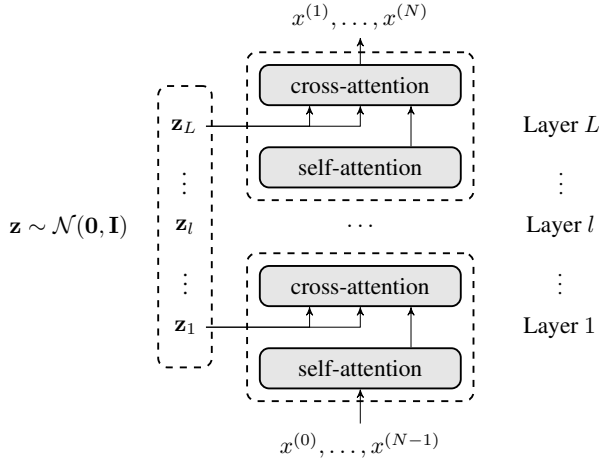 x^{(1)}, ..., x^{(N)}
cross-attention
z_L
Layer L
self-attention
⋮ ⋮
z ∼ N(0, I) z_l ... Layer l
⋮ ⋮
cross-attention
z_1
Layer 1
self-attention
x^{(0)}, ..., x^{(N−1)}